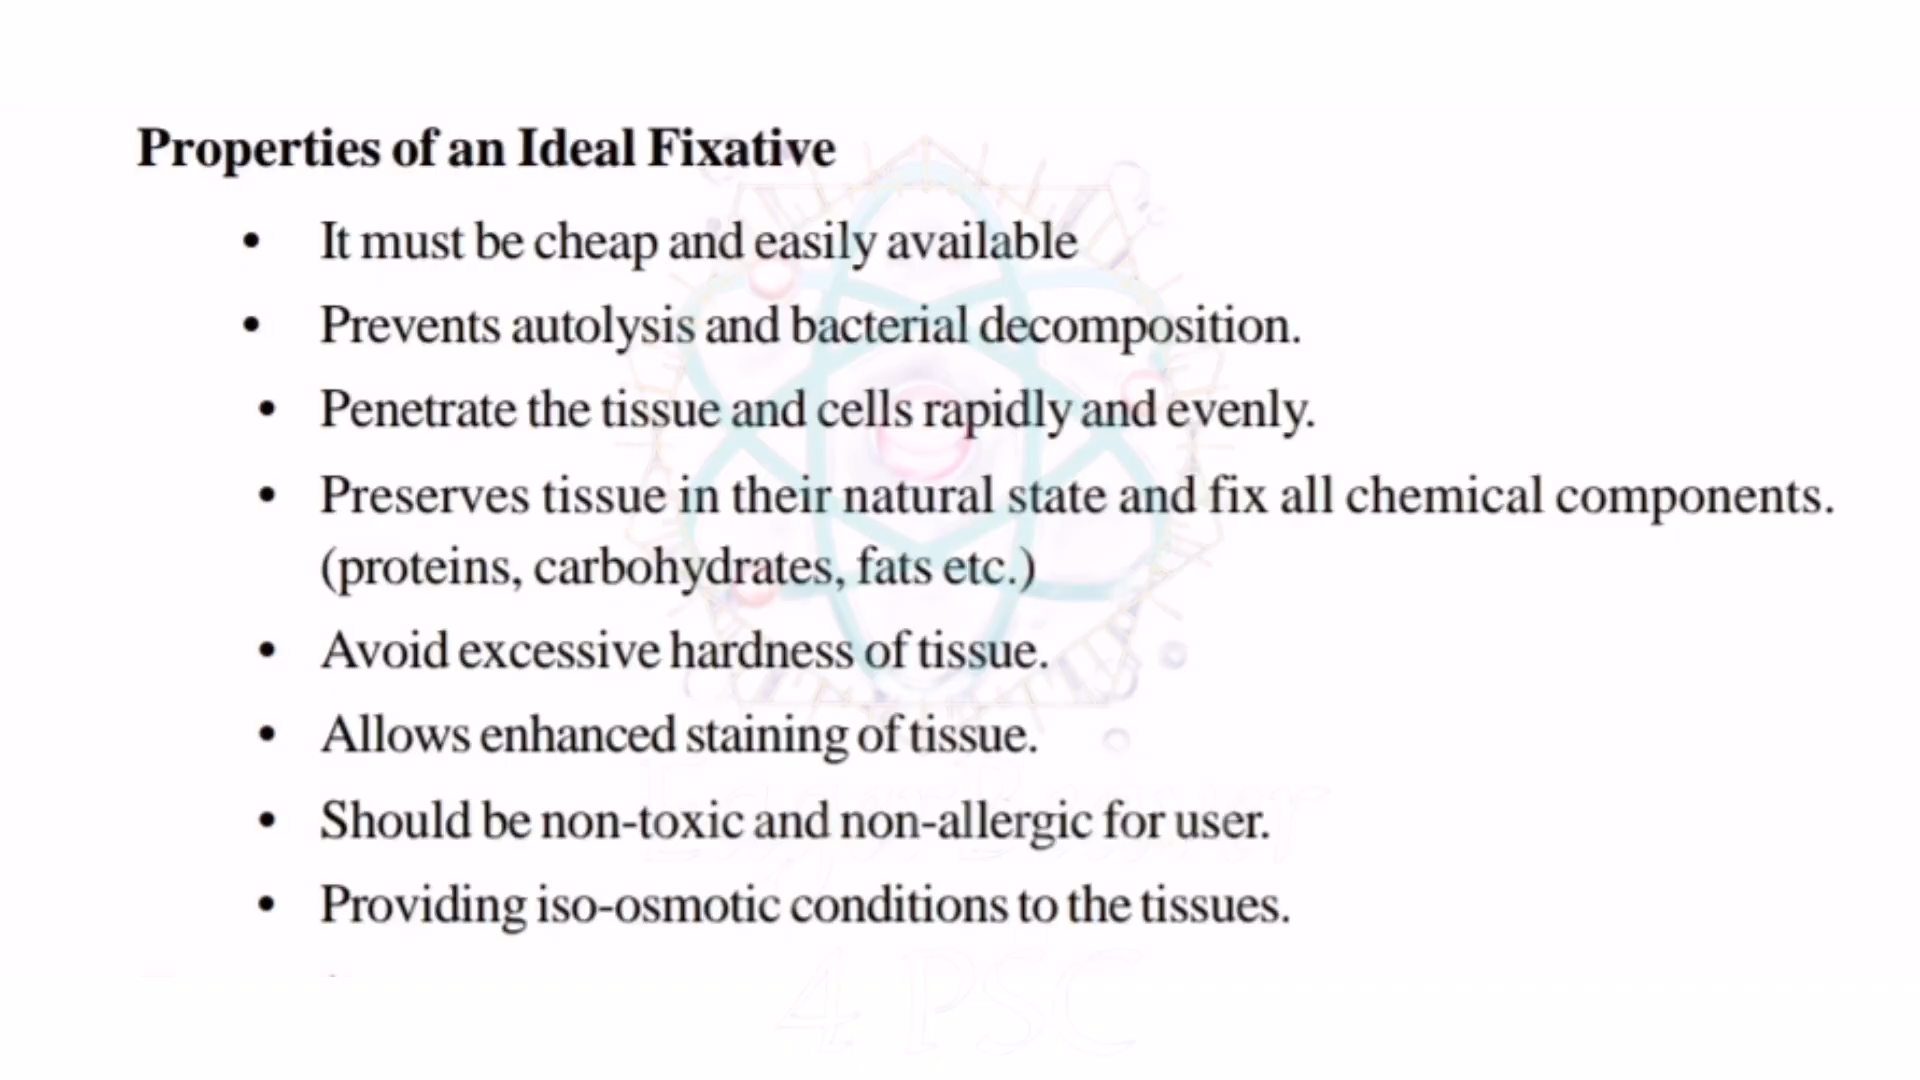 Properties of an Ideal Fixative
• It must be cheap and easily available
• Prevents autolysis and bacterial decomposition.
• Penetrate the tissue and cells rapidly and evenly.
• Preserves tissue in their natural state and fix all chemical components.
(proteins, carbohydrates, fats etc.)
• Avoid excessive hardness of tissue.
• Allows enhanced staining of tissue.
• Should be non-toxic and non-allergic for user.
• Providing iso-osmotic conditions to the tissues.
4 PSC